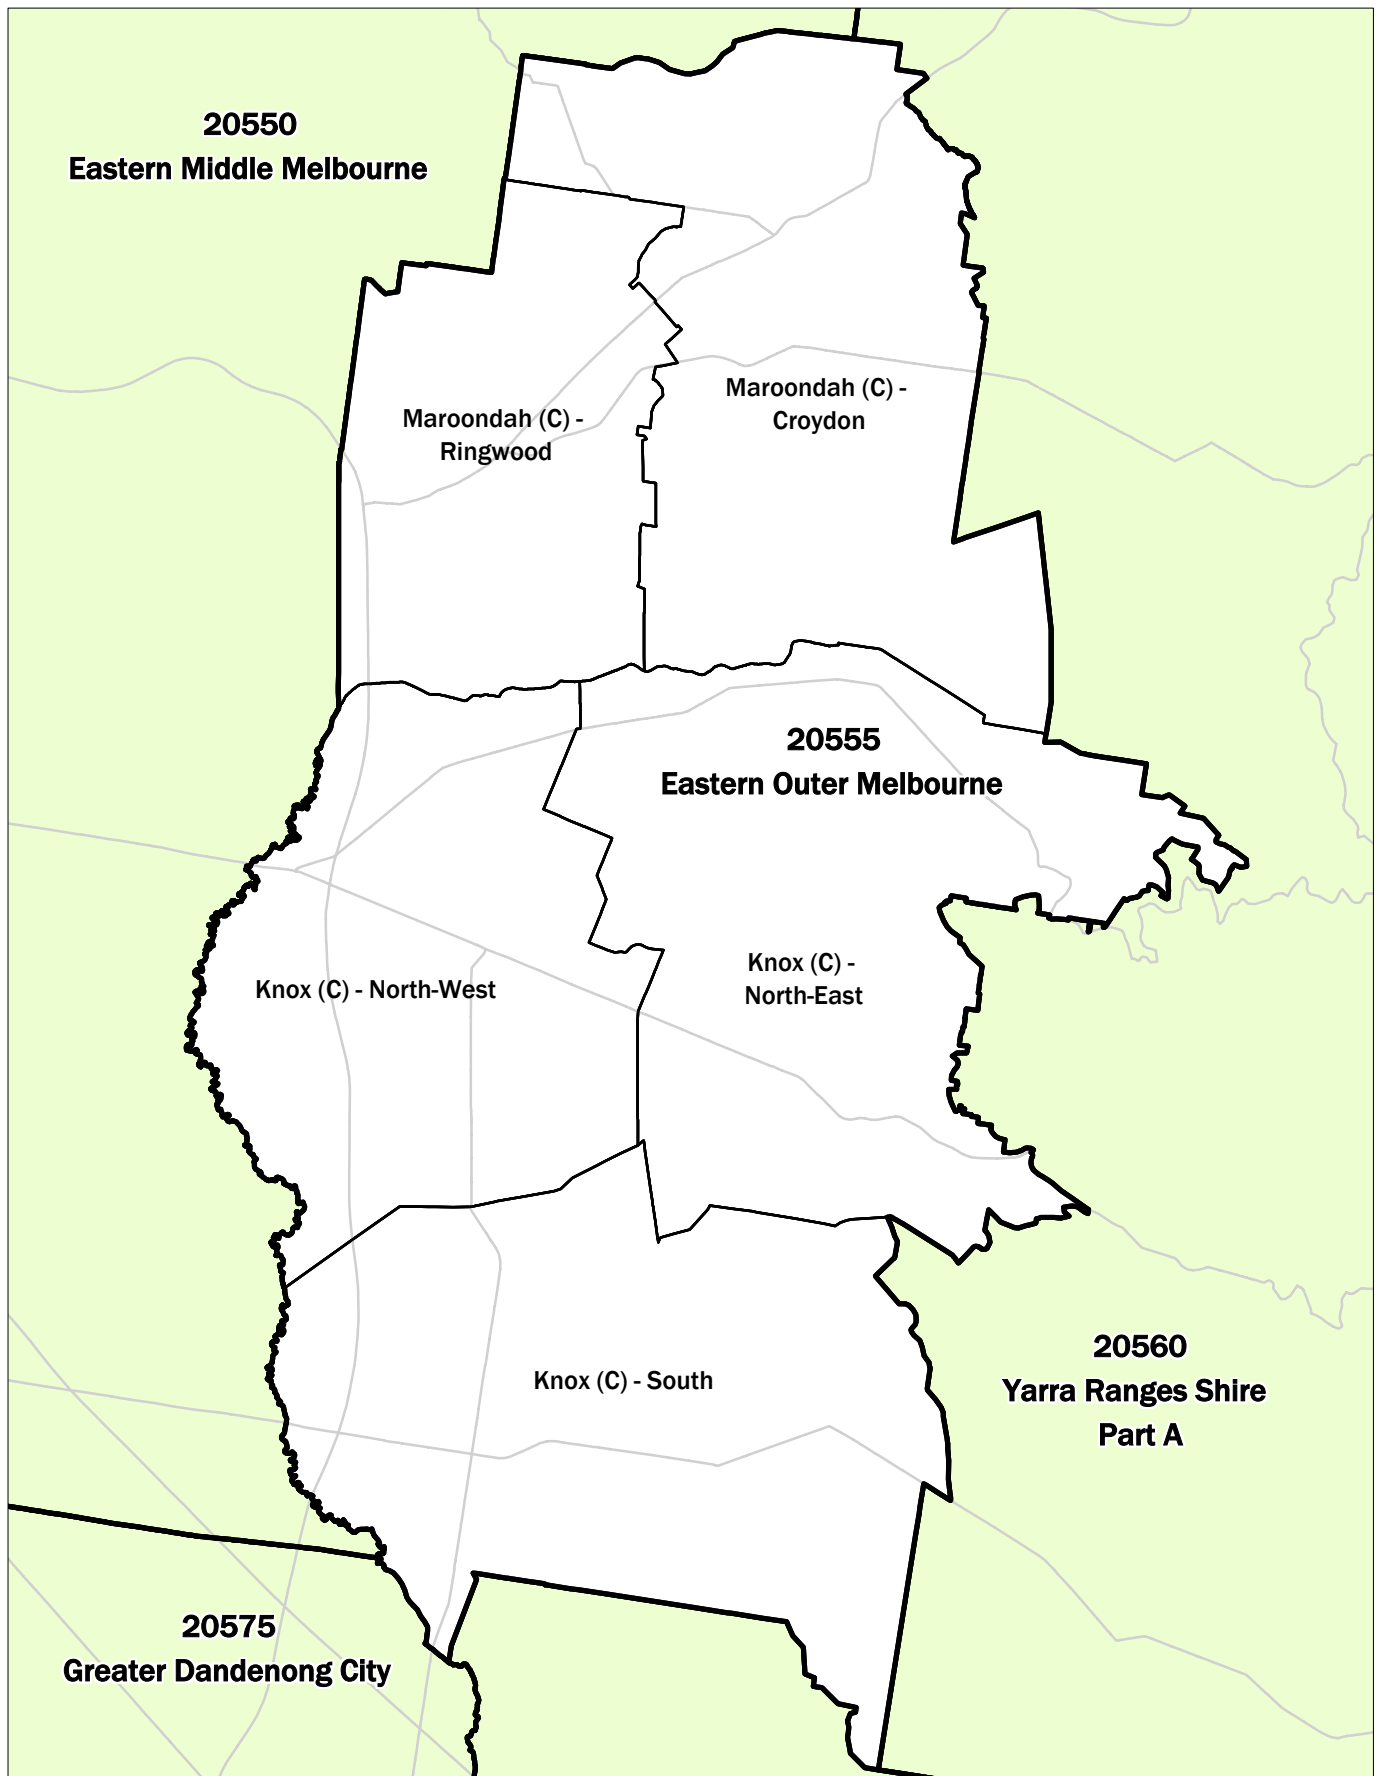 20550
Eastern Middle Melbourne
Maroondah (C) -
Croydon
Maroondah (C) -
Ringwood
20555
Eastern Outer Melbourne
Knox (C) -
North-East
Knox (C) - North-West
20560
Yarra Ranges Shire
Part A
Knox (C) - South
20575
Greater Dandenong City